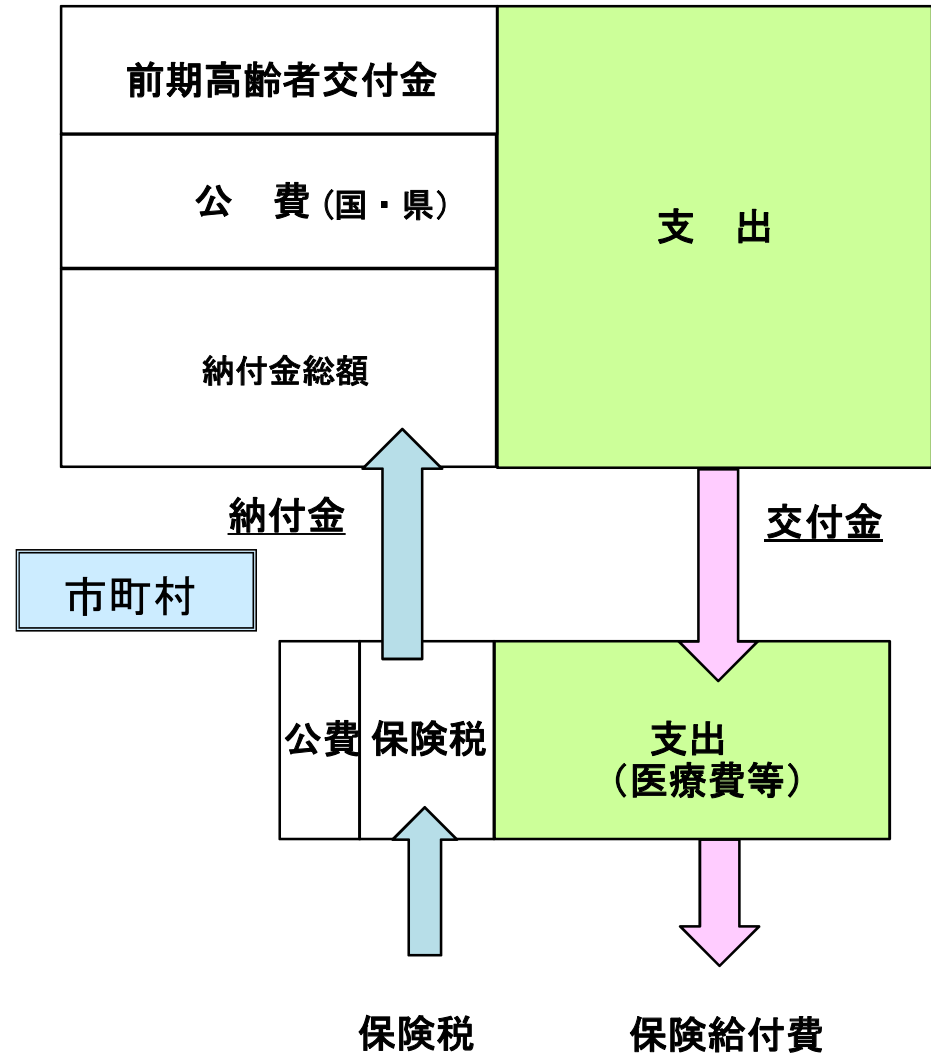 前期高齢者交付金
公　費(国・県)
支　出
納付金総額
納付金
交付金
市町村
公費
保険税
支出
（医療費等）
保険税
保険給付費